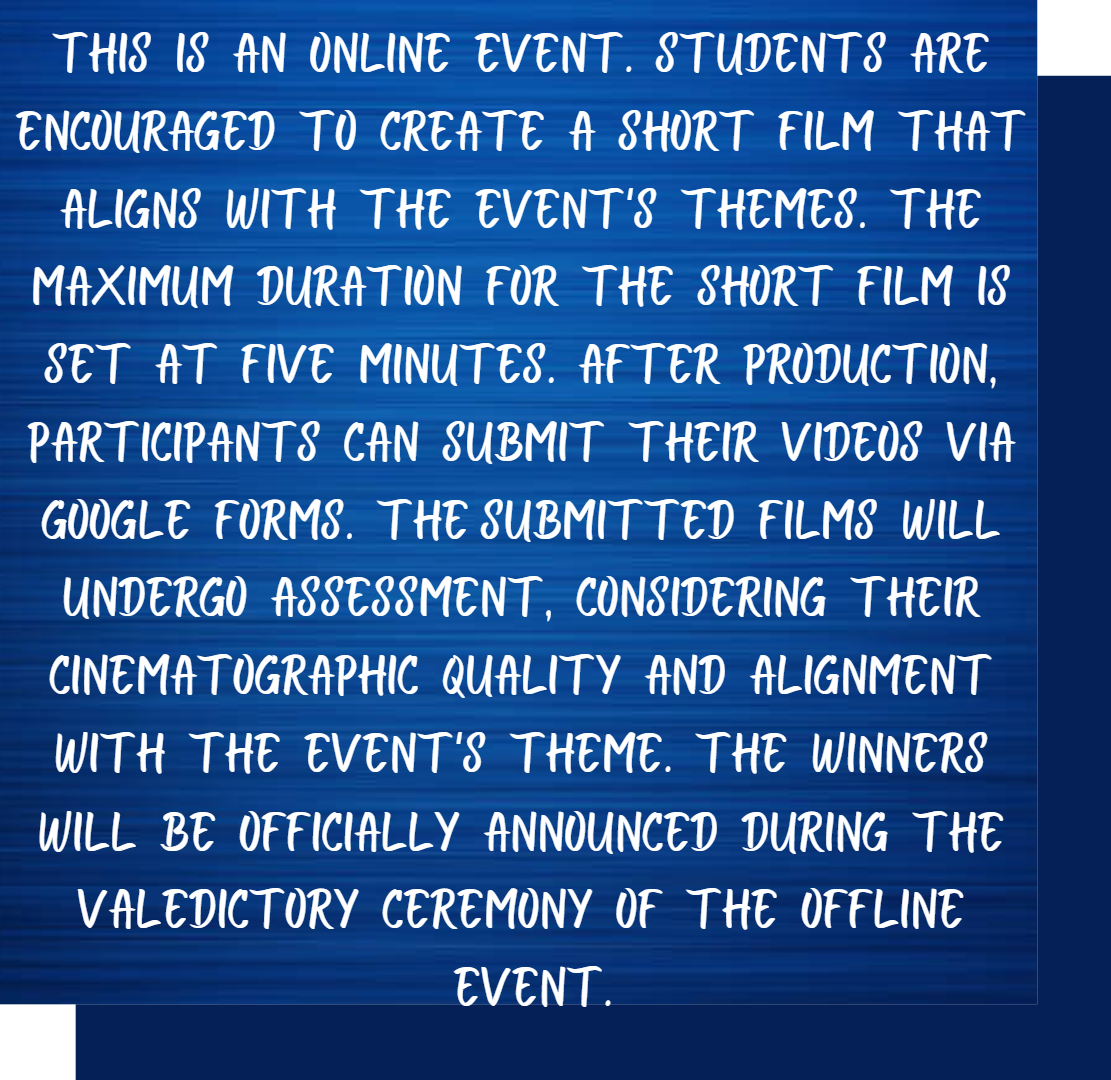 THIS IS AN ONLINE EVENT. STUDENTS ARE
ENCOURAGED TO CREATE A SHORT FILM THAT
ALIGNS WITH THE EVENT'S THEMES. THE
MAXIMUM DURATION FOR THE SHORT FILM IS
SET AT FIVE MINUTES. AFTER PRODUCTION,
PARTICIPANTS CAN SUBMIT THEIR VIDEOS VIA
GOOGLE FORMS. THE SUBMITTED FILMS WILL
UNDERGO ASSESSMENT, CONSIDERING THEIR
CINEMATOGRAPHIC QUALITY AND ALIGNMENT
WITH THE EVENT'S THEME. THE WINNERS
WILL BE OFFICIALLY ANNOUNCED DURING THE
VALEDICTORY CEREMONY OF THE OFFLINE
EVENT.